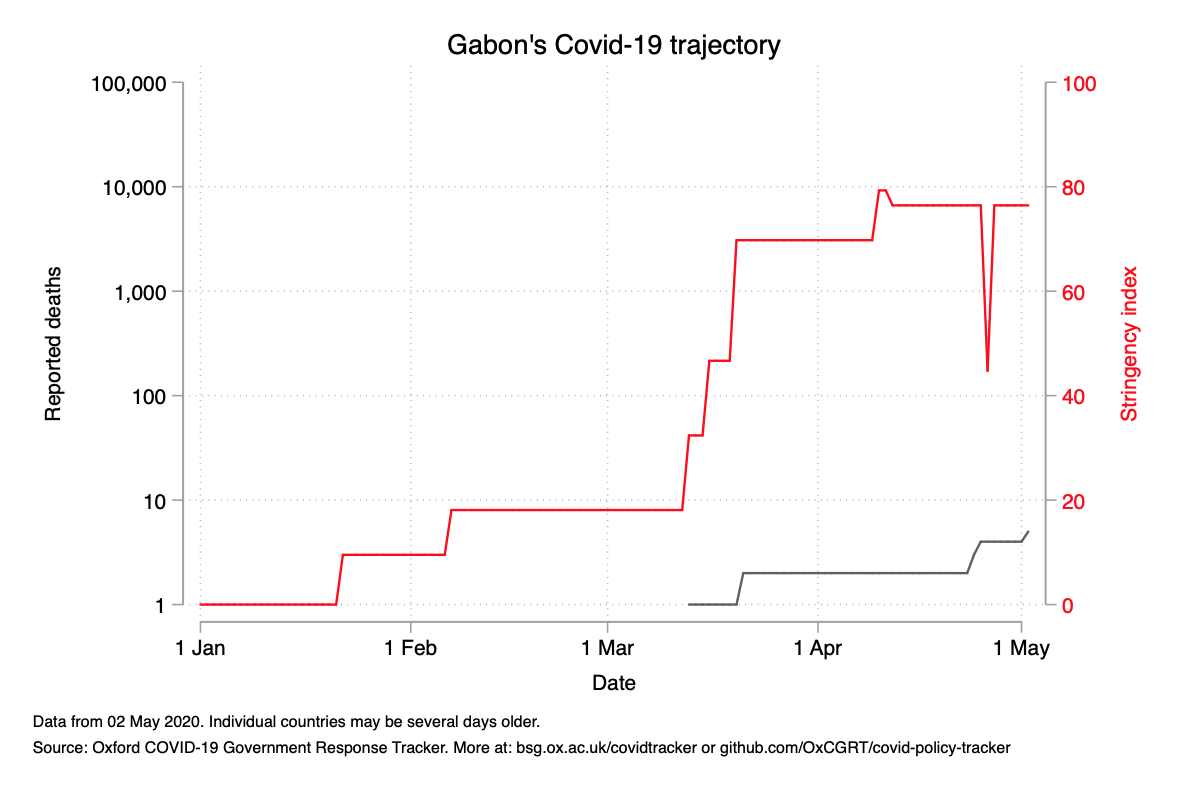 Gabon's Covid-19 trajectory
100,000
10,000
1,000
100
10
1
Reported deaths
100
80
60
40
20
0
Stringency index
1 Jan
1 Feb
1 Mar
1 Apr
1 May
Date
Data from 02 May 2020. Individual countries may be several days older.
Source: Oxford COVID-19 Government Response Tracker. More at: bsg.ox.ac.uk/covidtracker or github.com/OxCGRT/covid-policy-tracker